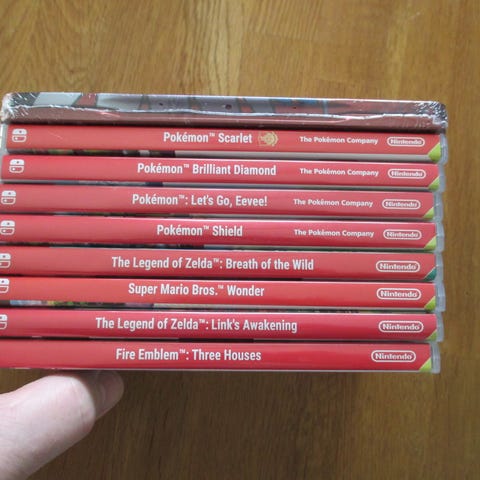 Pokémon™ Scarlet The Pokémon Company Nintendo
Pokémon™ Brilliant Diamond The Pokémon Company Nintendo
Pokémon™: Let's Go, Eevee! The Pokémon Company Nintendo
Pokémon™ Shield The Pokémon Company Nintendo
The Legend of Zelda™: Breath of the Wild Nintendo
Super Mario Bros.™ Wonder Nintendo
The Legend of Zelda™: Link's Awakening Nintendo
Fire Emblem™: Three Houses Nintendo